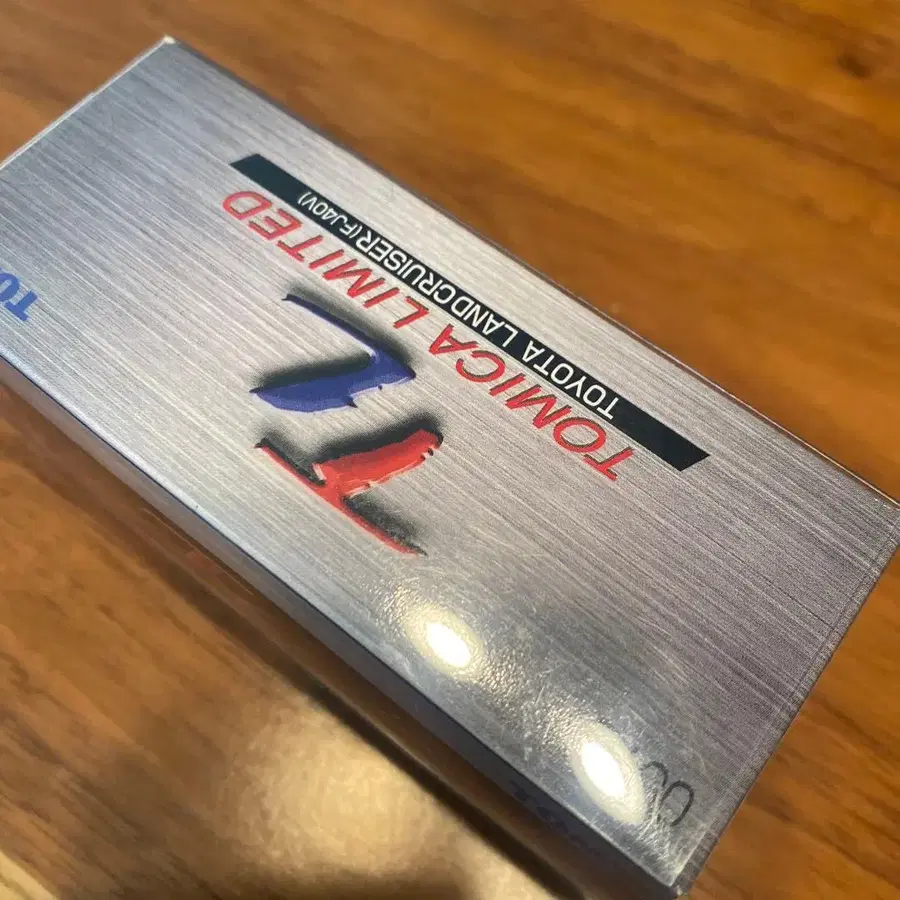 TL
TOMICA LIMITED
TOYOTA LANDCRUISER(FJ40V)